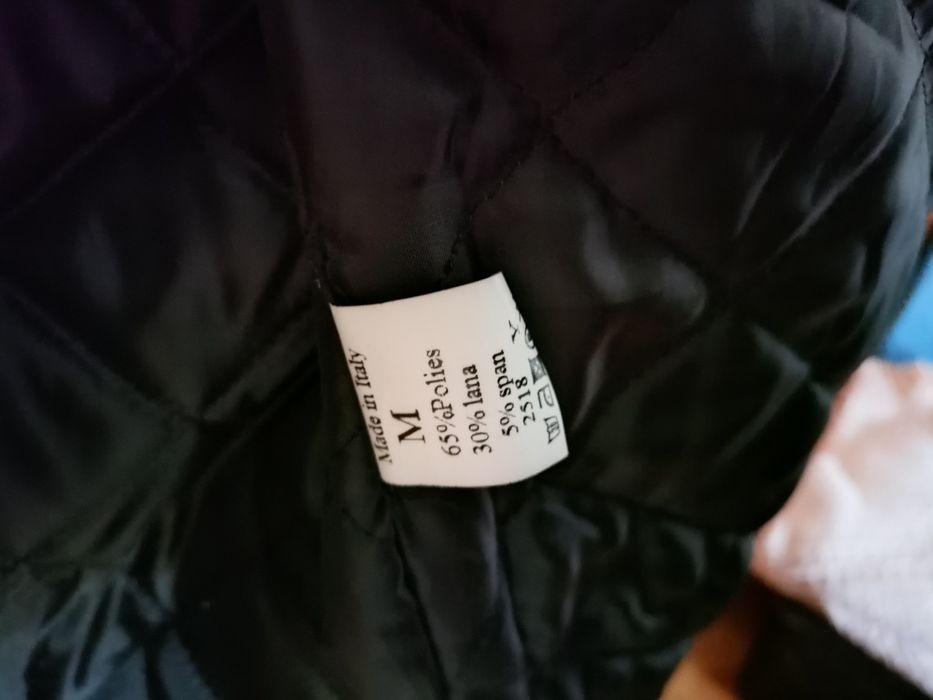 Made in Italy
M
65%Polies
30% lana
5% span
2518